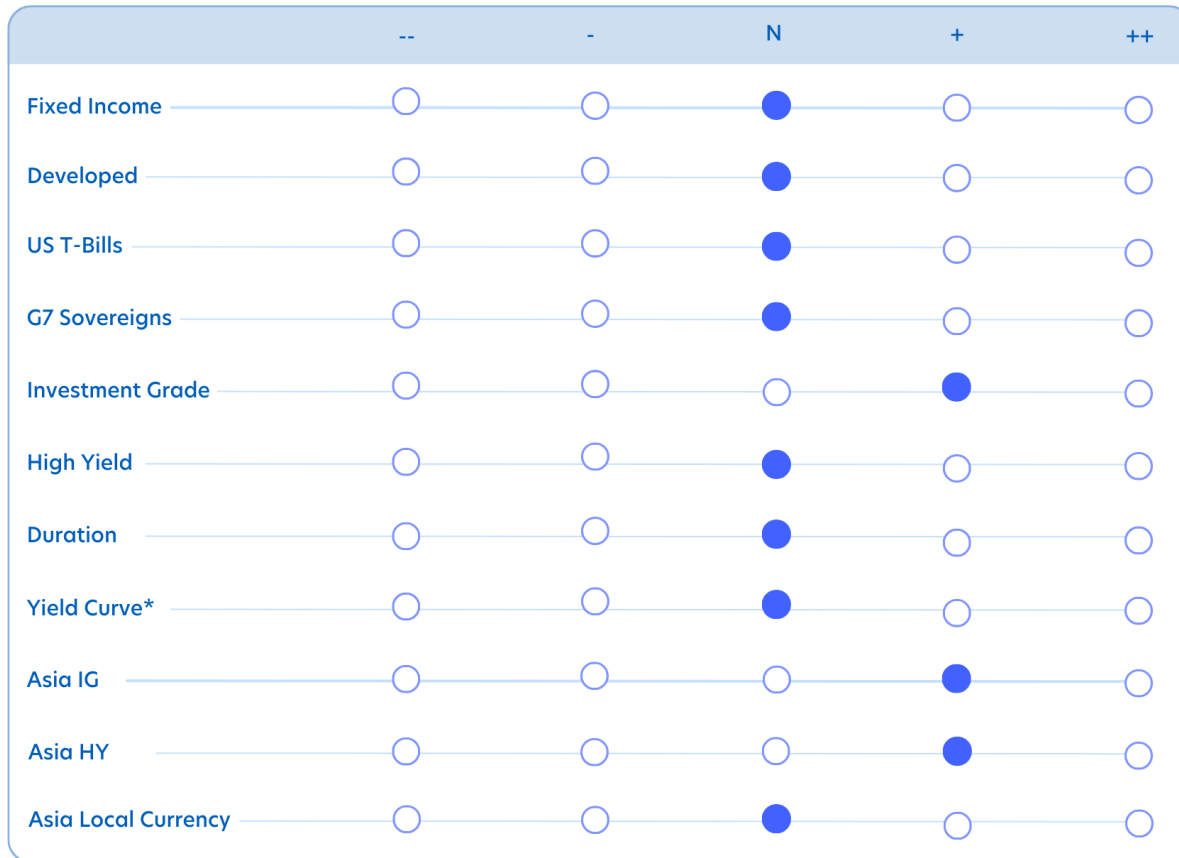 -- - N + ++
Fixed Income
Developed
US T-Bills
G7 Sovereigns
Investment Grade
High Yield
Duration
Yield Curve*
Asia IG
Asia HY
Asia Local Currency